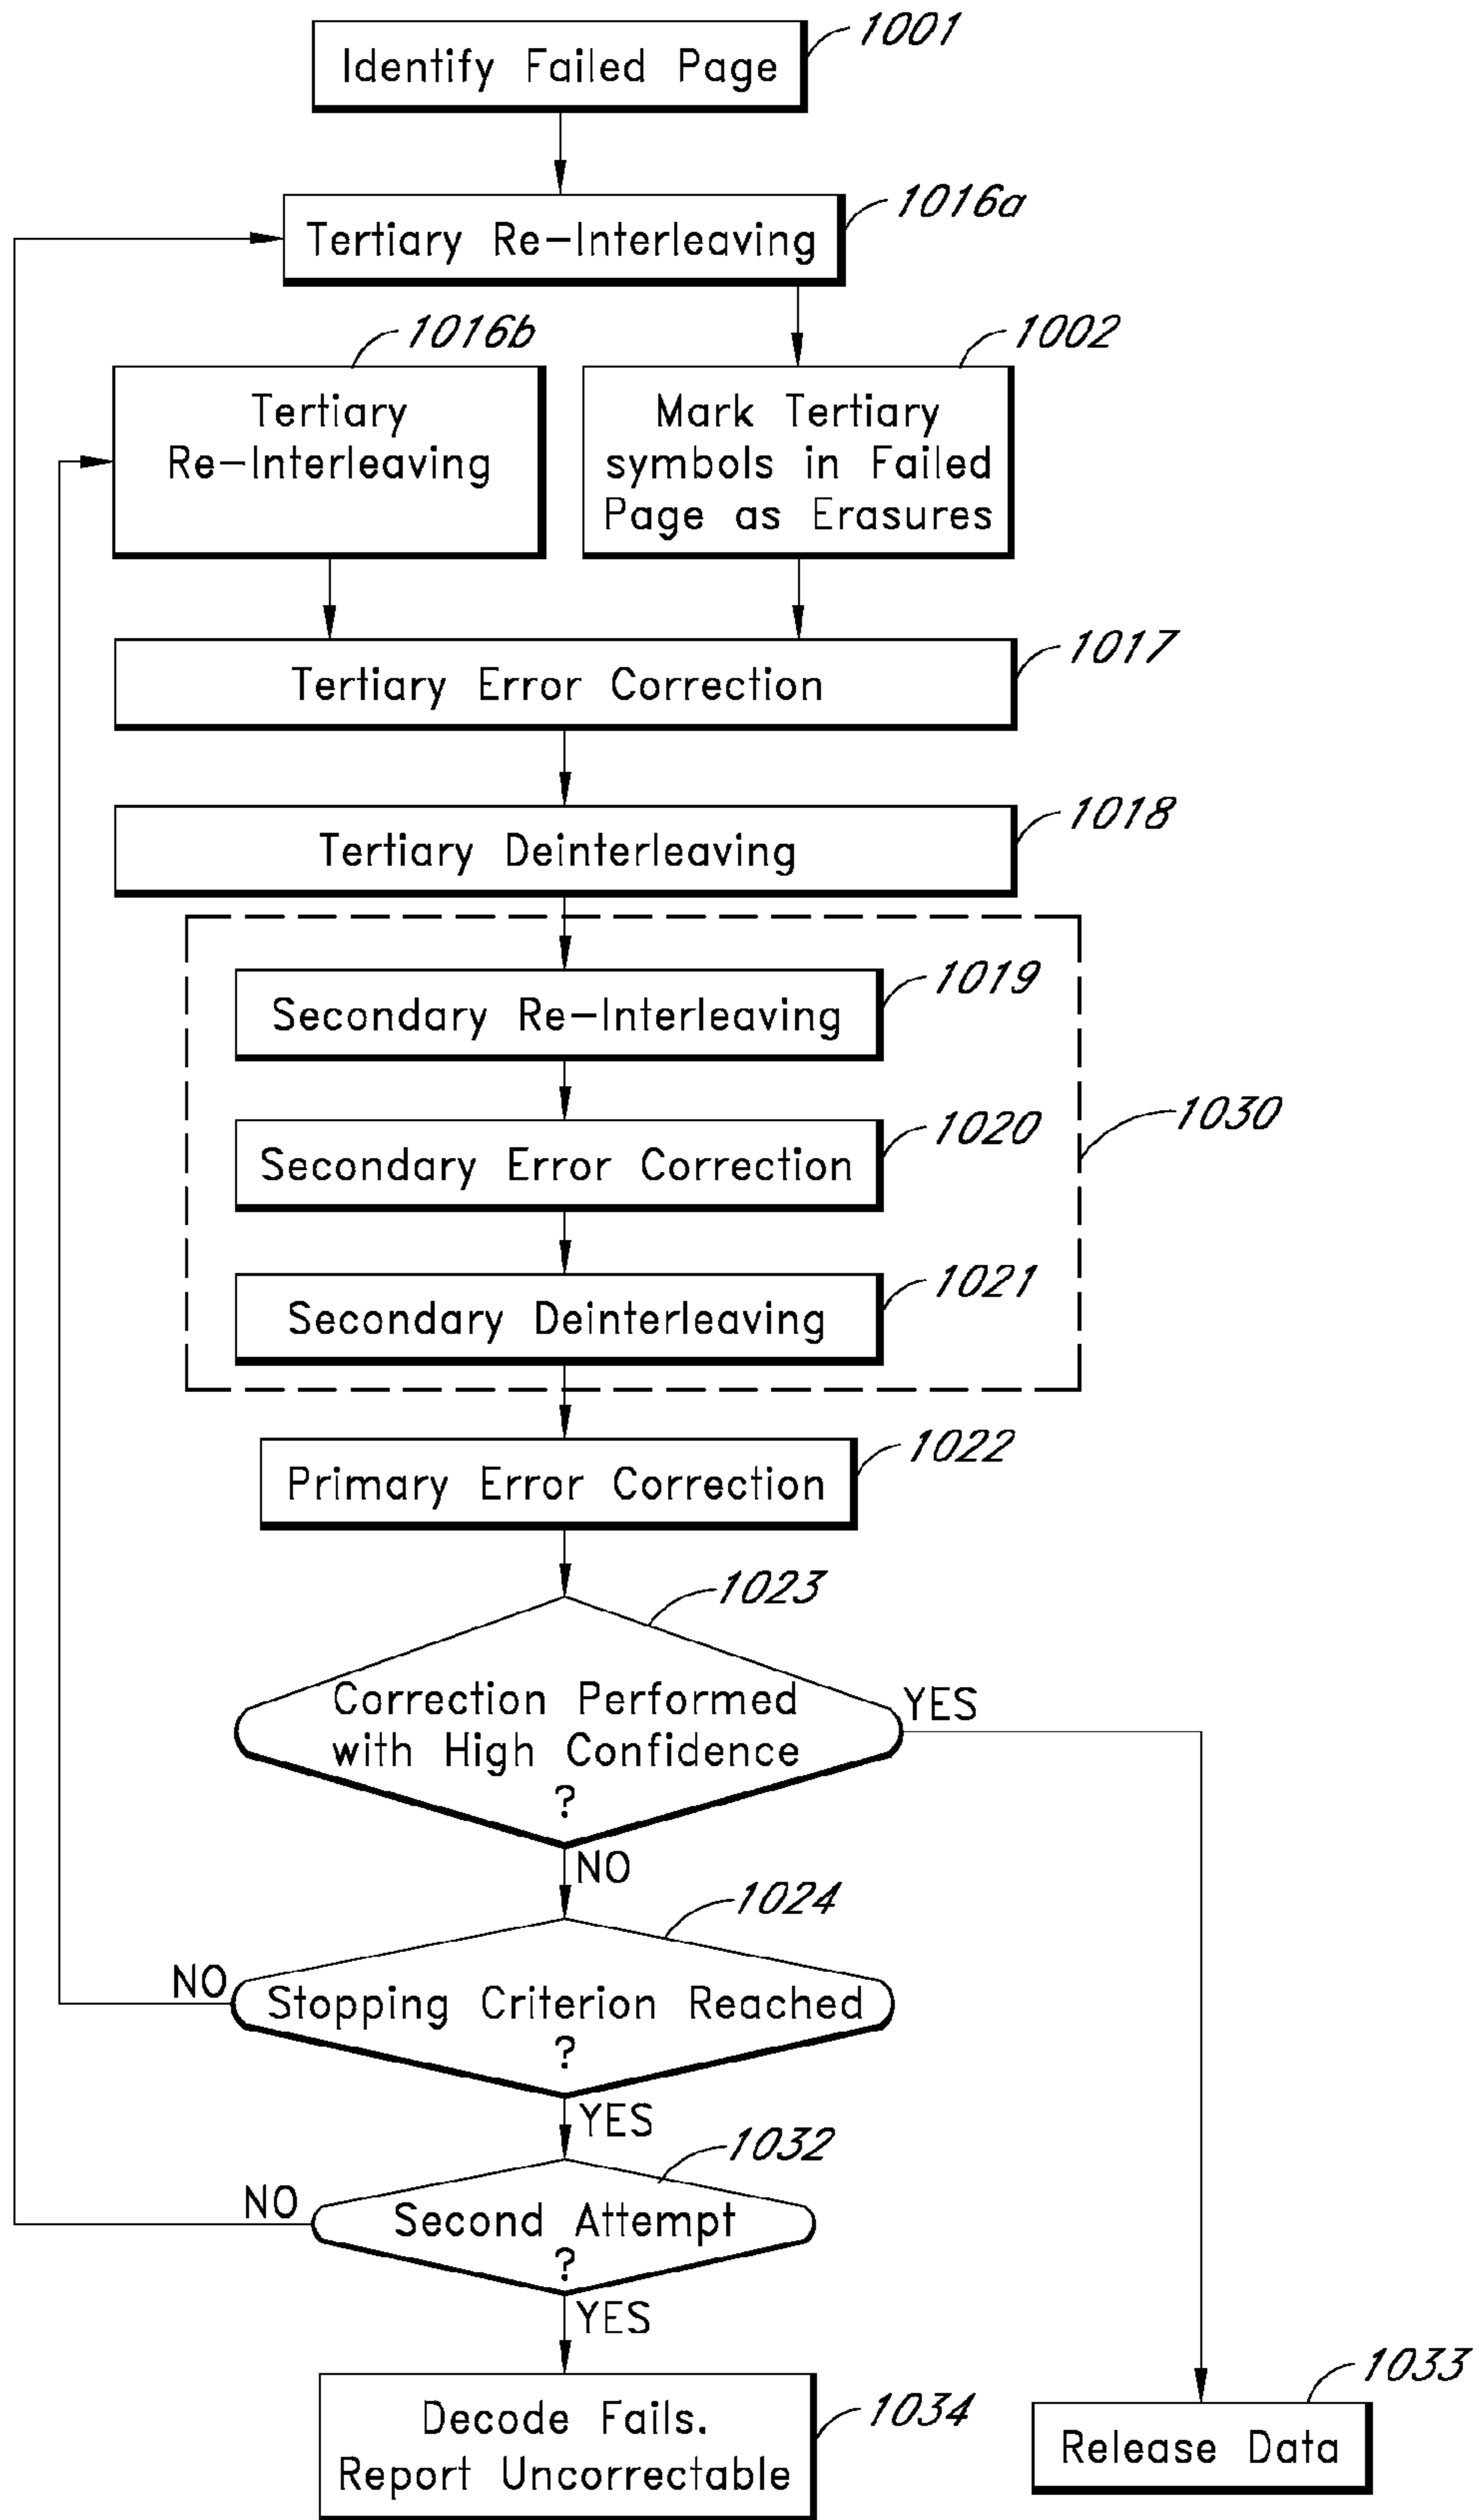 1001
Identify Failed Page
1016a
Tertiary Re-Interleaving
1016b
1002
Tertiary
Re-Interleaving
Mark Tertiary
symbols in Failed
Page as Erasures
1017
Tertiary Error Correction
1018
Tertiary Deinterleaving
1019
Secondary Re-Interleaving
1030
1020
Secondary Error Correction
1021
Secondary Deinterleaving
1022
Primary Error Correction
1023
Correction Performed
with High Confidence
?
YES
NO
1024
NO
Stopping Criterion Reached
?
YES
1032
NO
Second Attempt
?
YES
1033
1034
Decode Fails.
Report Uncorrectable
Release Data